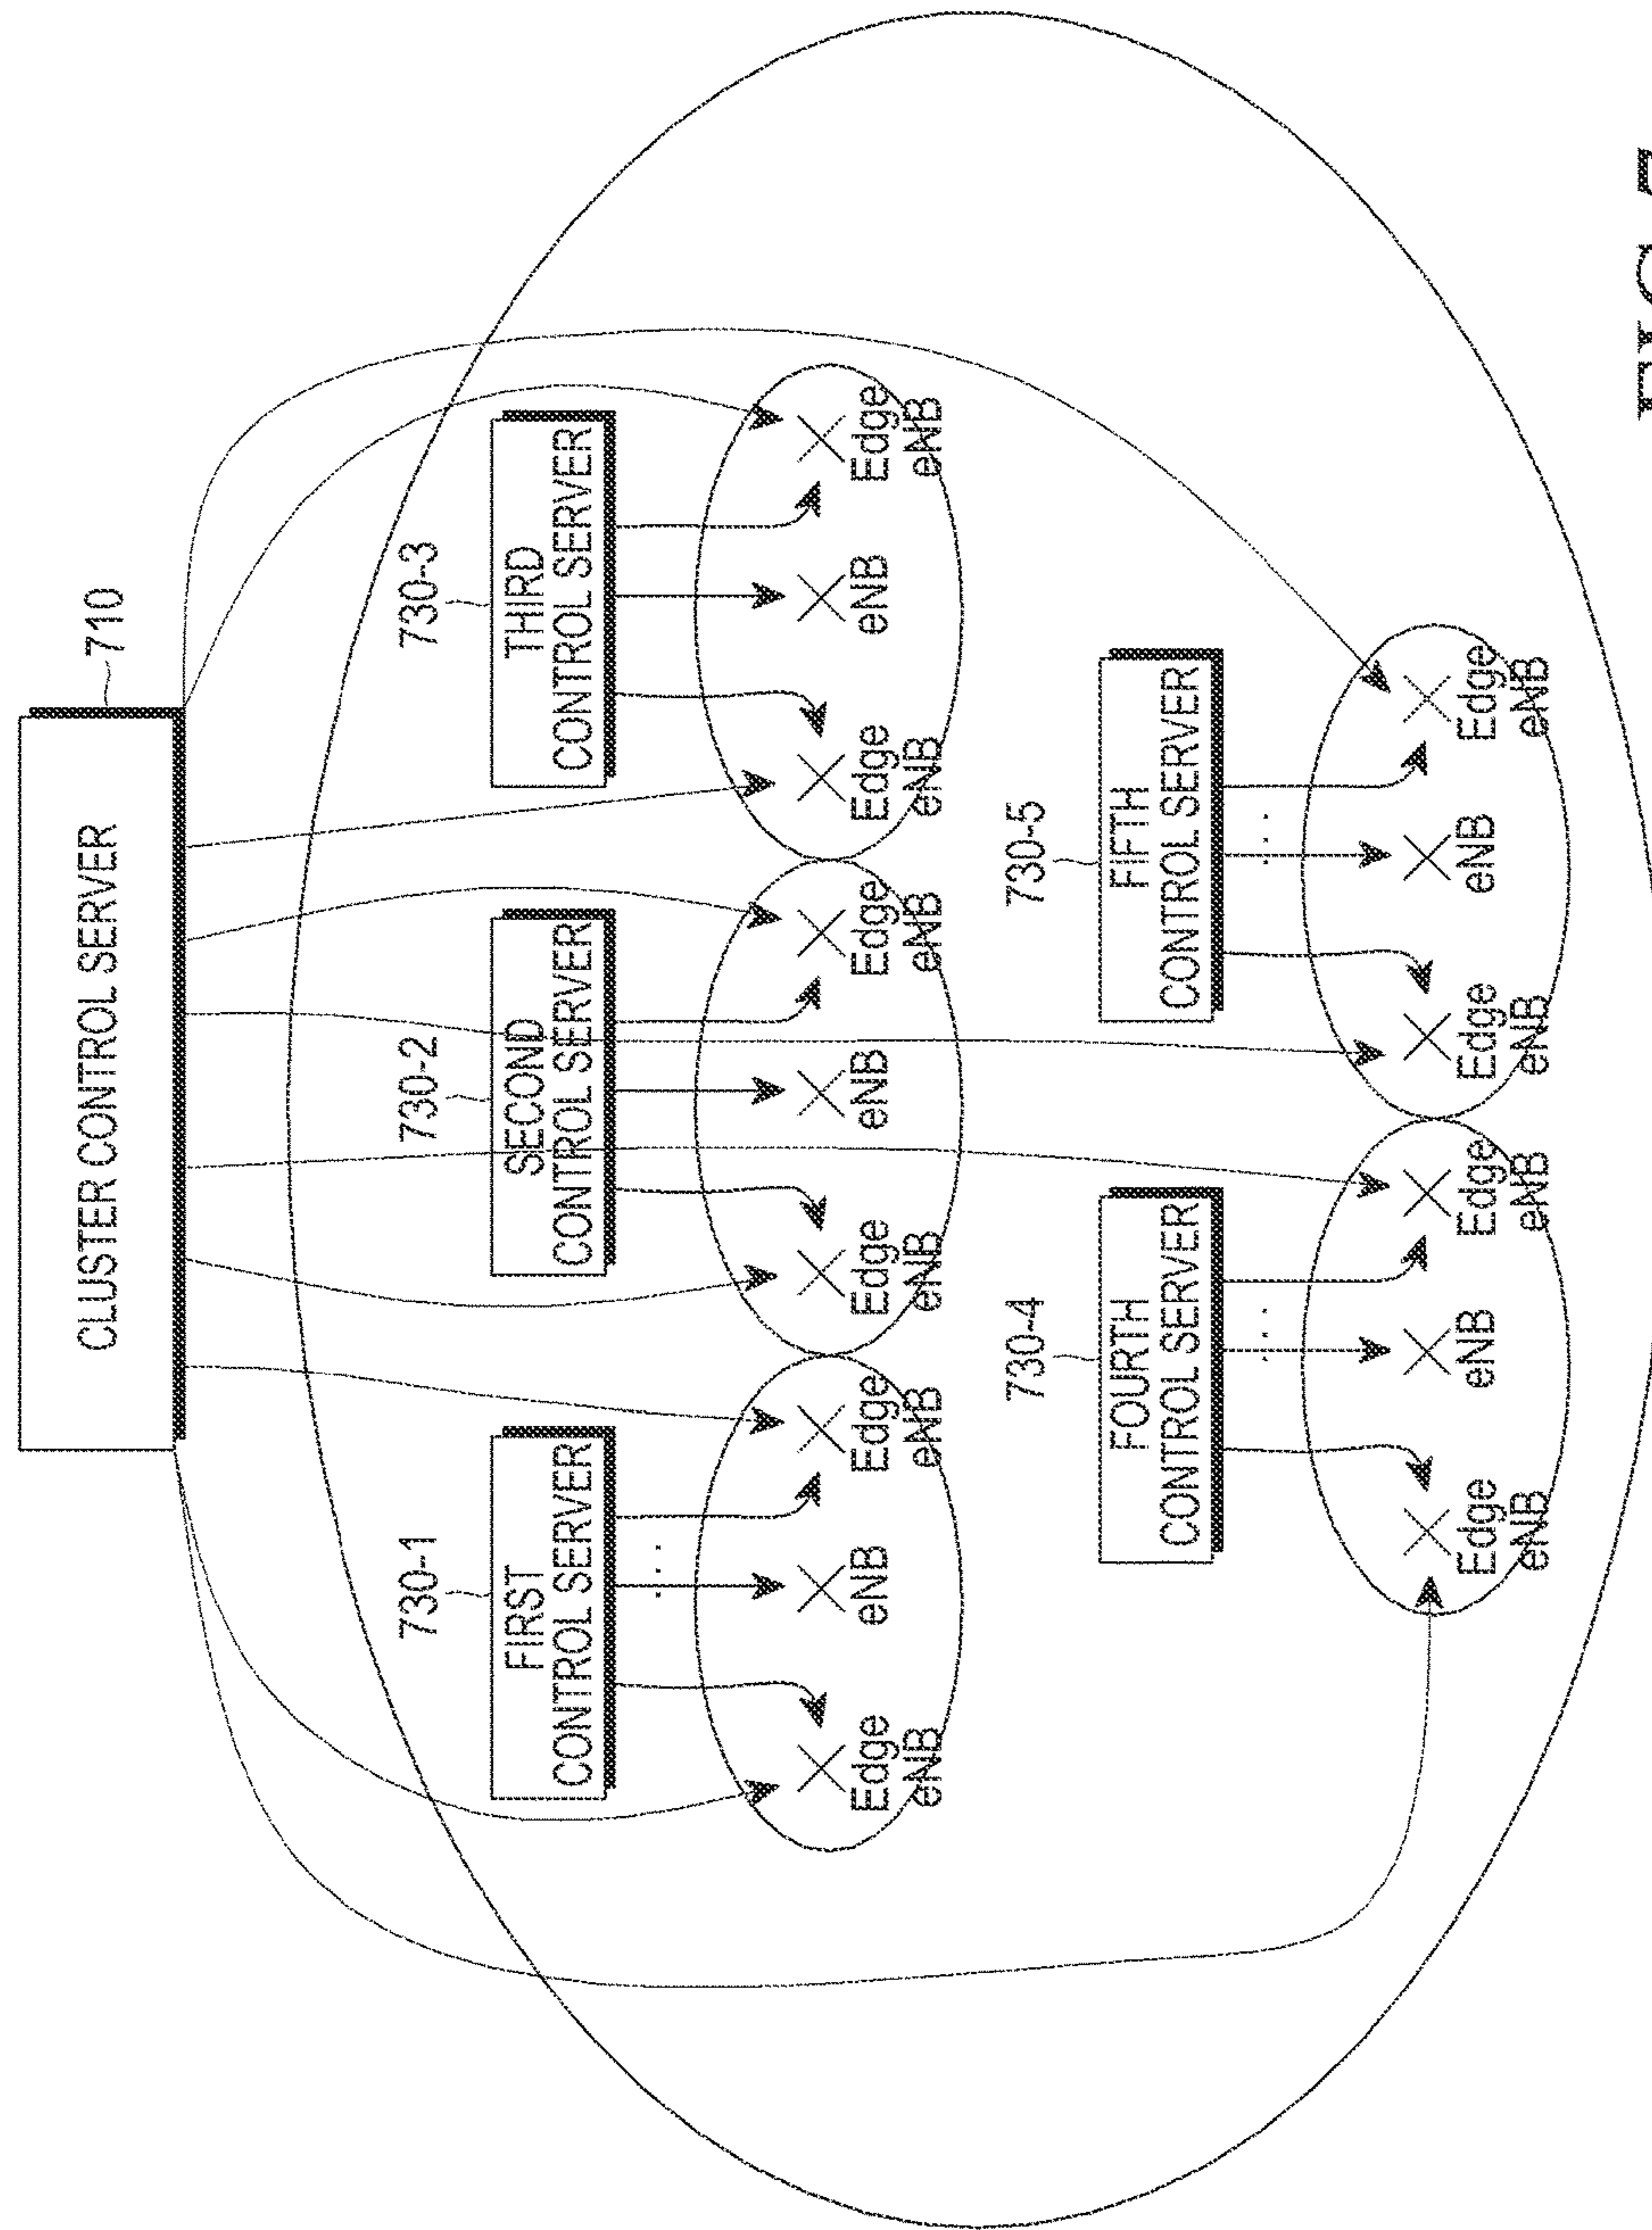 CLUSTER CONTROL SERVER
710
730-1
FIRST
CONTROL SERVER
. . .
Edge
eNB
eNB
Edge
eNB
730-2
SECOND
CONTROL SERVER
Edge
eNB
eNB
Edge
eNB
730-3
THIRD
CONTROL SERVER
Edge
eNB
eNB
Edge
eNB
730-4
FOURTH
CONTROL SERVER
. . .
Edge
eNB
eNB
Edge
eNB
730-5
FIFTH
CONTROL SERVER
. . .
Edge
eNB
eNB
Edge
eNB